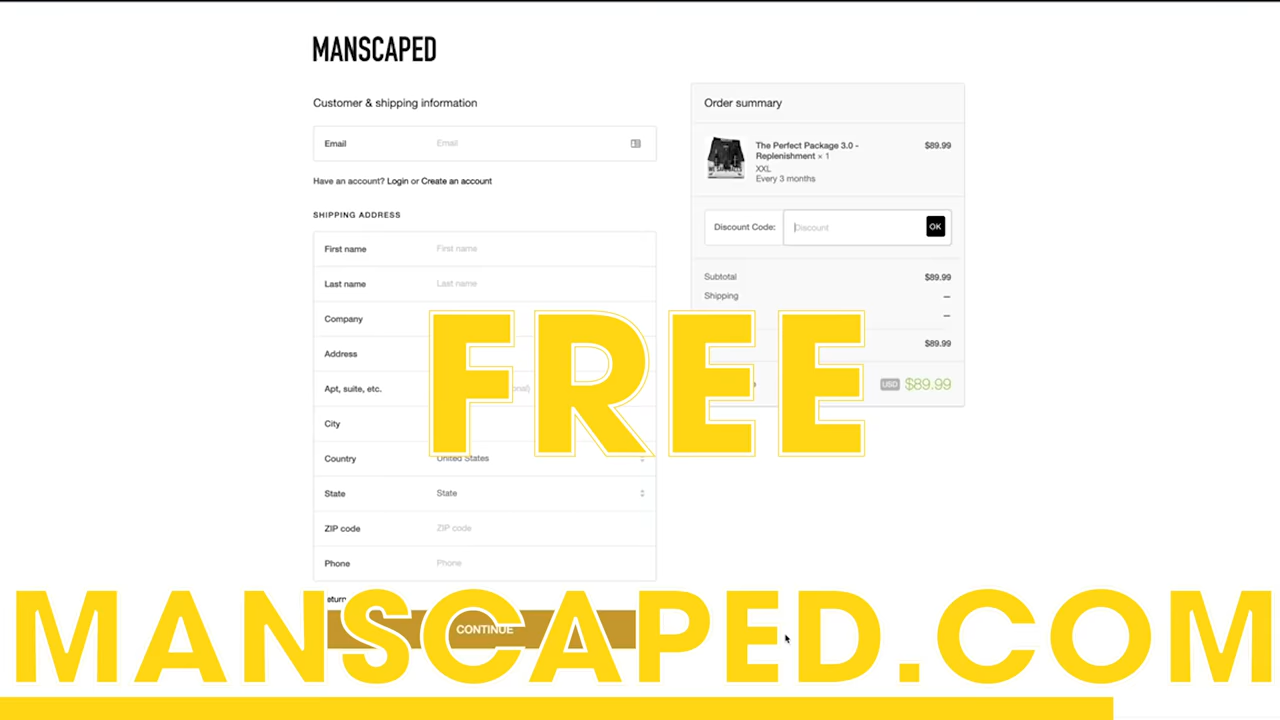 MANSCAPED
Customer & shipping information
Email Email
Have an account? Login or Create an account
SHIPPING ADDRESS
First name First name
Last name Last name
Company
Address
Apt, suite, etc.
City
Country United States
State State
ZIP code ZIP code
Phone Phone
CONTINUE
Order summary
The Perfect Package 3.0 - $89.99
Replenishment × 1
XXL
Every 3 months
Discount Code: Discount OK
Subtotal $89.99
Shipping —
—
$89.99
USD $89.99
FREE
MANSCAPED.COM